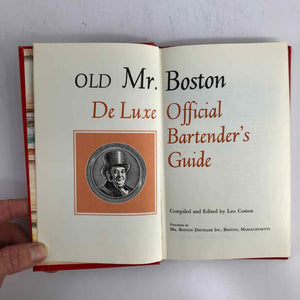 OLD Mr. Boston
De Luxe Official
Bartender's
Guide
Compiled and Edited by Leo Cotton
Published by
Mr. Boston Distiller Inc. Boston, Massachusetts